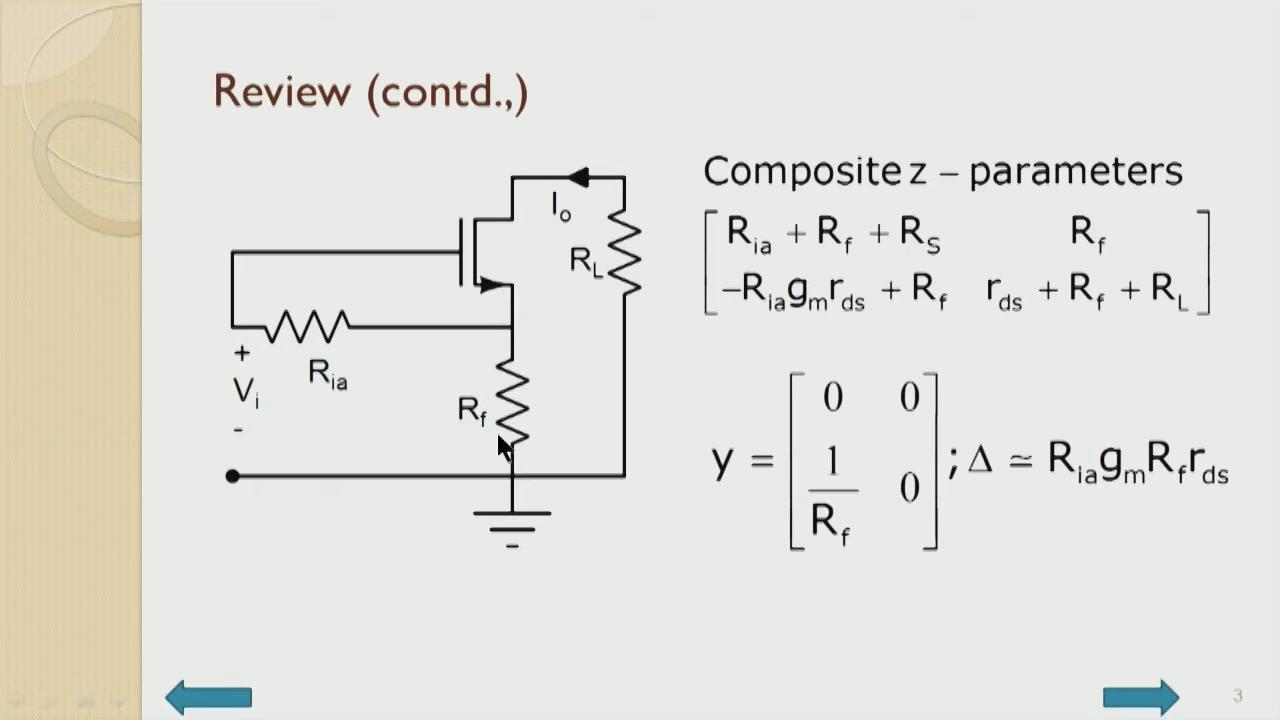 Review (contd.,)
I_o
R_L
+
V_i
-
R_ia
R_f
Composite z – parameters
[ R_ia + R_f + R_S    R_f ]
[ –R_ia g_m r_ds + R_f    r_ds + R_f + R_L ]
y = [ 0 0 ; 1/R_f 0 ] ; Δ ≃ R_ia g_m R_f r_ds
3